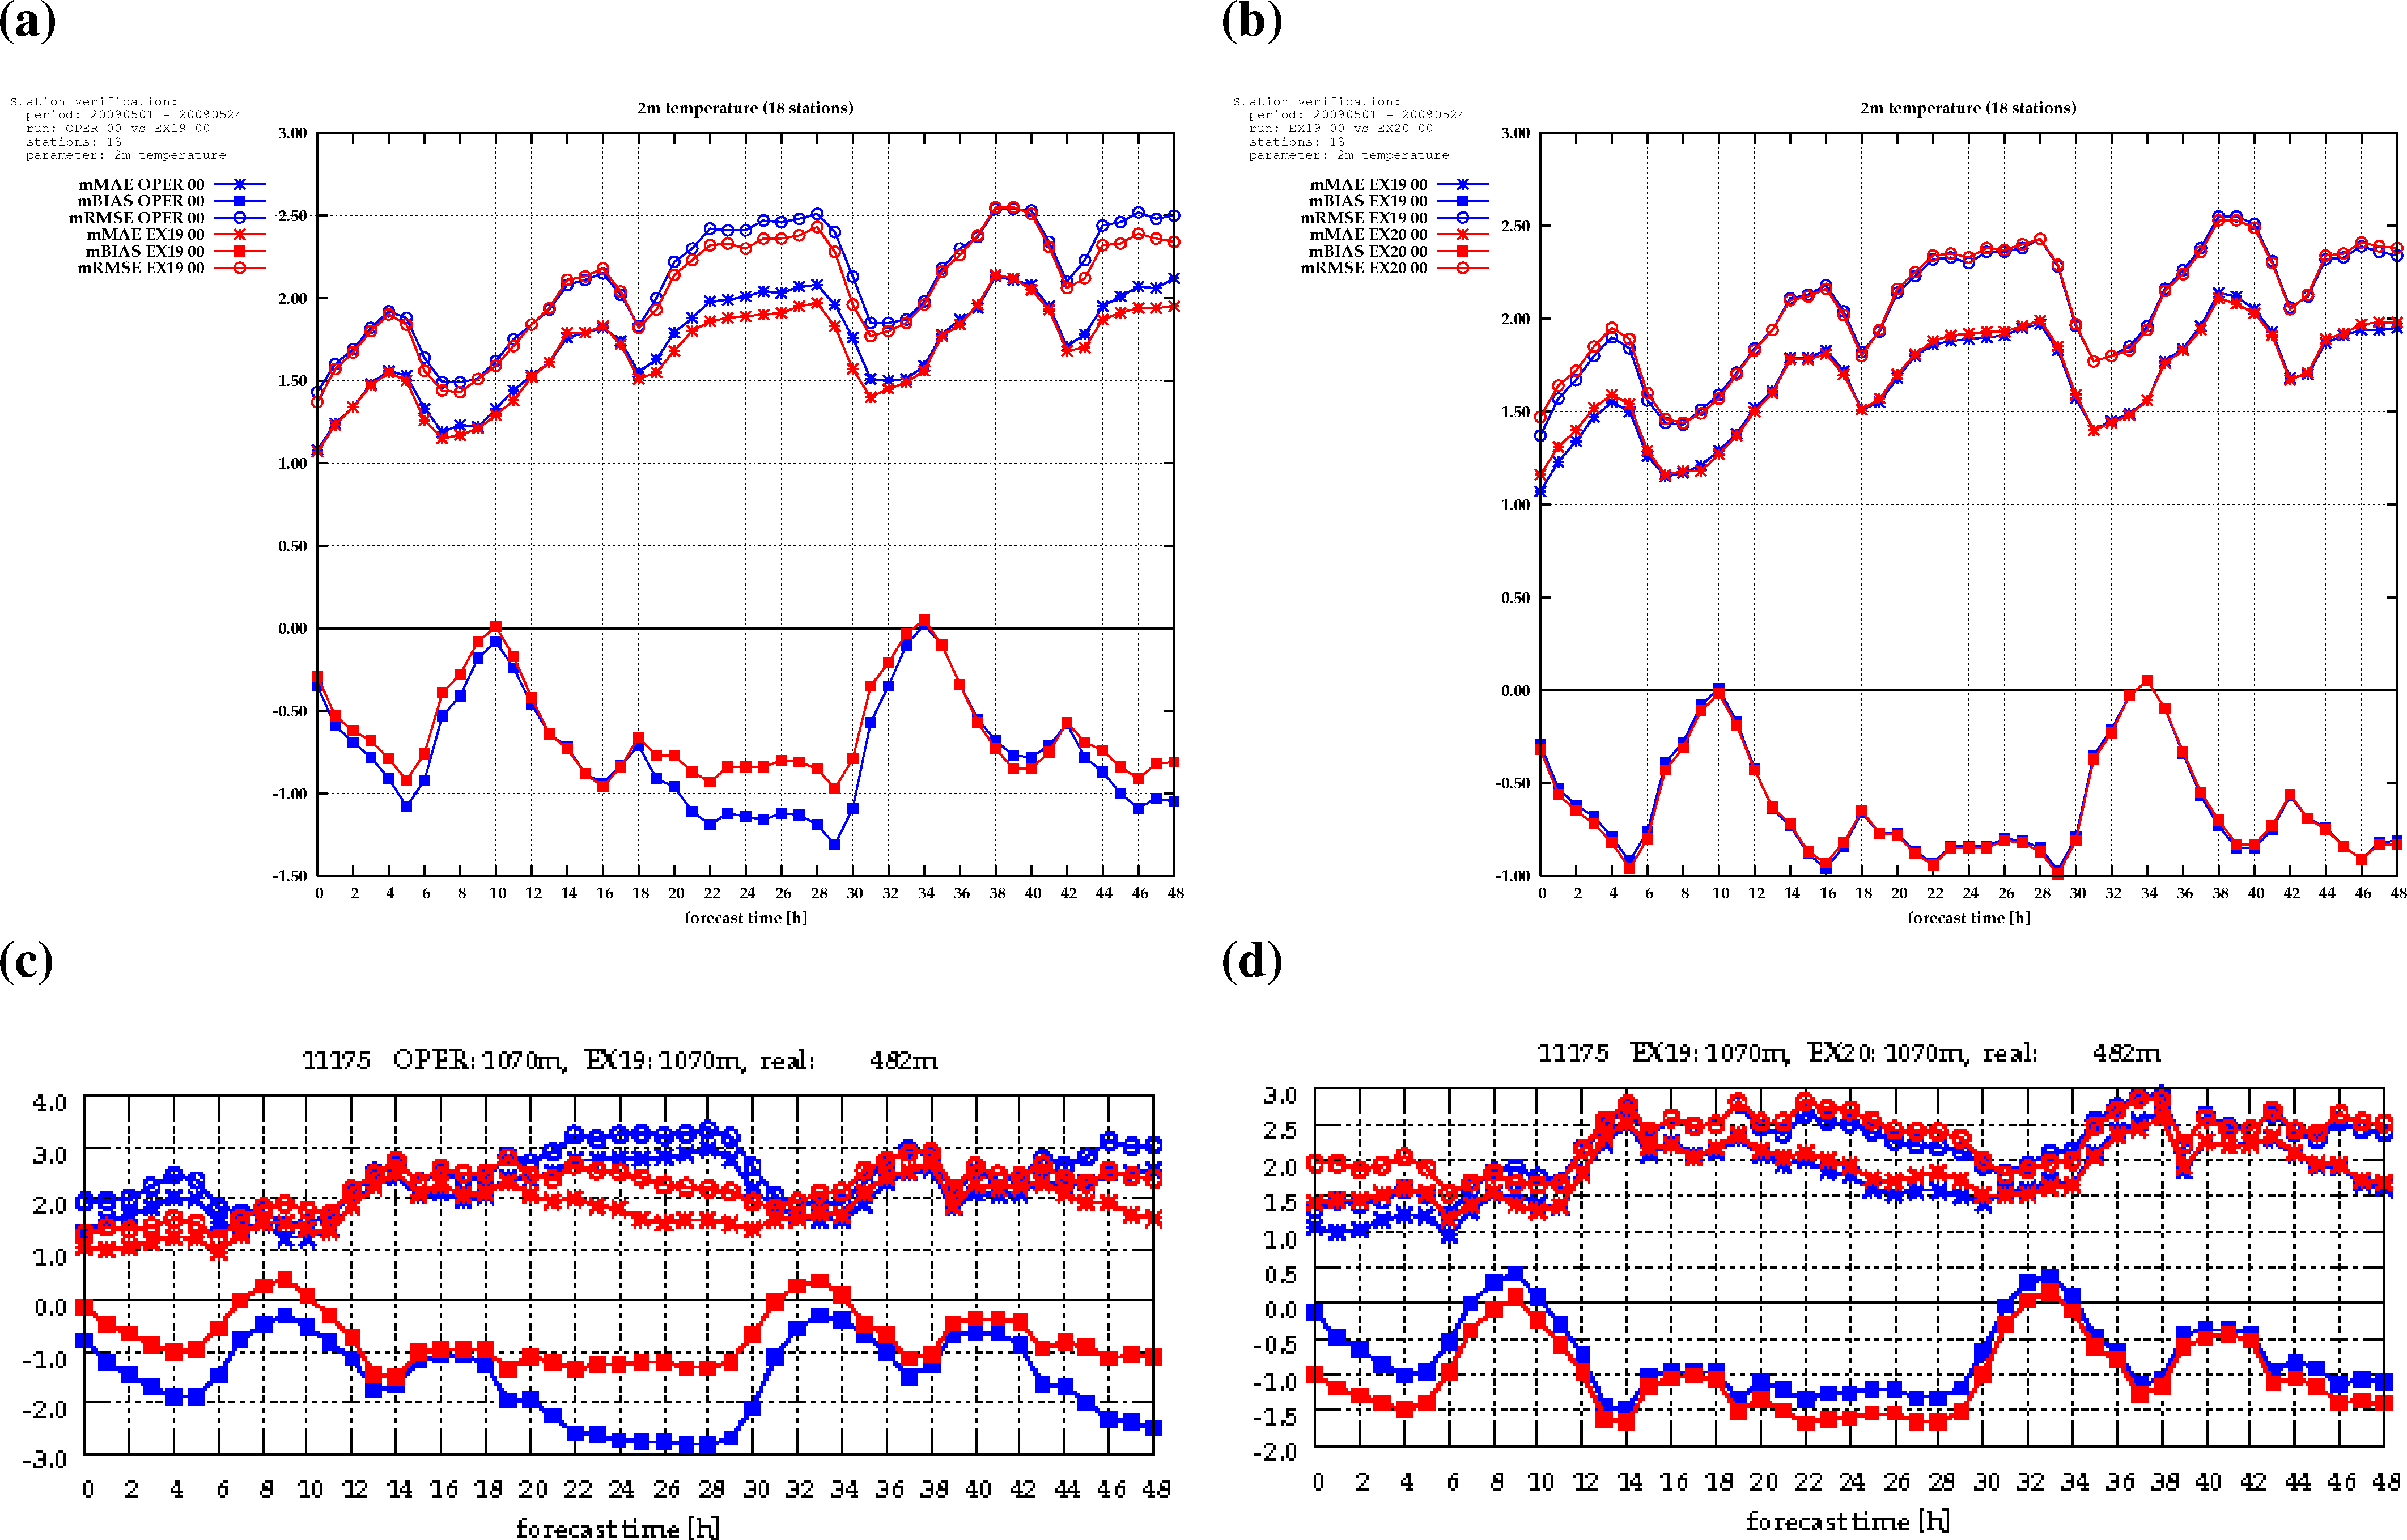 (a)
Station verification:
period: 20090501 - 20090524
run: OPER 00 vs EX19 00
stations: 18
parameter: 2m temperature
2m temperature (18 stations)
mMAE OPER 00
mBIAS OPER 00
mRMSE OPER 00
mMAE EX19 00
mBIAS EX19 00
mRMSE EX19 00
3.00
2.50
2.00
1.50
1.00
0.50
0.00
-0.50
-1.00
-1.50
0 2 4 6 8 10 12 14 16 18 20 22 24 26 28 30 32 34 36 38 40 42 44 46 48
forecast time [h]
(b)
Station verification:
period: 20090501 - 20090524
run: EX19 00 vs EX20 00
stations: 18
parameter: 2m temperature
2m temperature (18 stations)
mMAE EX19 00
mBIAS EX19 00
mRMSE EX19 00
mMAE EX20 00
mBIAS EX20 00
mRMSE EX20 00
3.00
2.50
2.00
1.50
1.00
0.50
0.00
-0.50
-1.00
0 2 4 6 8 10 12 14 16 18 20 22 24 26 28 30 32 34 36 38 40 42 44 46 48
forecast time [h]
(c)
11175 OPER: 1070m, EX19: 1070m, real: 482m
4.0
3.0
2.0
1.0
0.0
-1.0
-2.0
-3.0
0 2 4 6 8 10 12 14 16 18 20 22 24 26 28 30 32 34 36 38 40 42 44 46 48
forecast time [h]
(d)
11175 EX19: 1070m, EX20: 1070m, real: 482m
3.0
2.5
2.0
1.5
1.0
0.5
0.0
-0.5
-1.0
-1.5
-2.0
0 2 4 6 8 10 12 14 16 18 20 22 24 26 28 30 32 34 36 38 40 42 44 46 48
forecast time [h]